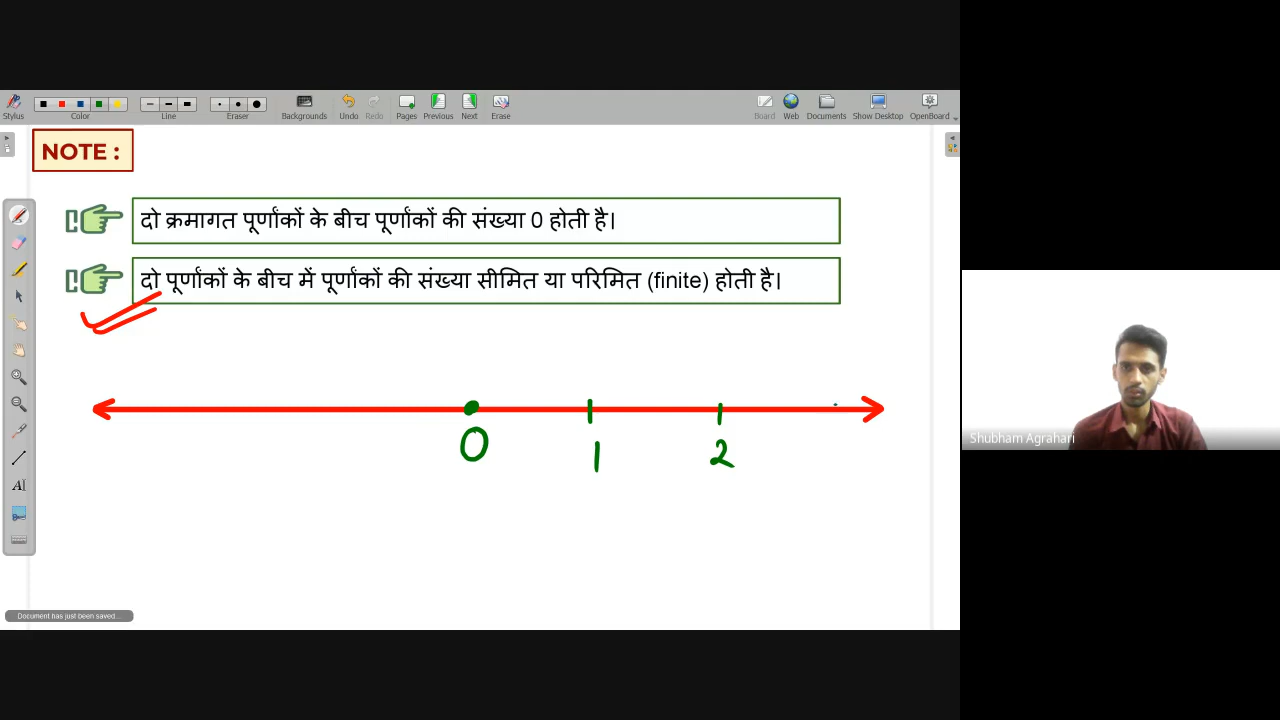 Stylus
Color
Line
Eraser
Backgrounds
Undo
Redo
Pages
Previous
Next
Erase
Board
Web
Documents
Show Desktop
OpenBoard
NOTE :
दो क्रमागत पूर्णांकों के बीच पूर्णांकों की संख्या 0 होती है।
दो पूर्णांकों के बीच में पूर्णांकों की संख्या सीमित या परिमित (finite) होती है।
0 1 2
Shubham Agrahari
Document has just been saved...